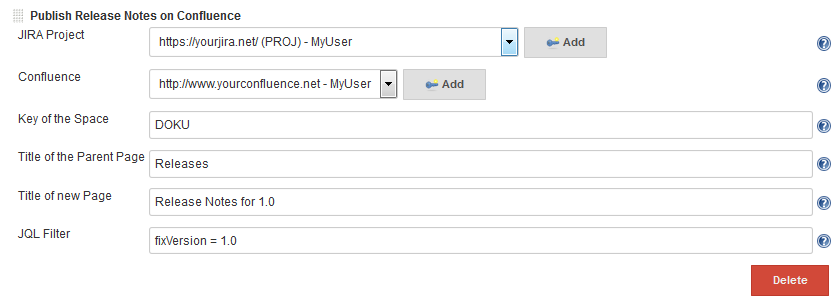 Publish Release Notes on Confluence
JIRA Project https://yourjira.net/ (PROJ) - MyUser Add
Confluence http://www.yourconfluence.net - MyUser Add
Key of the Space DOKU
Title of the Parent Page Releases
Title of new Page Release Notes for 1.0
JQL Filter fixVersion = 1.0
Delete